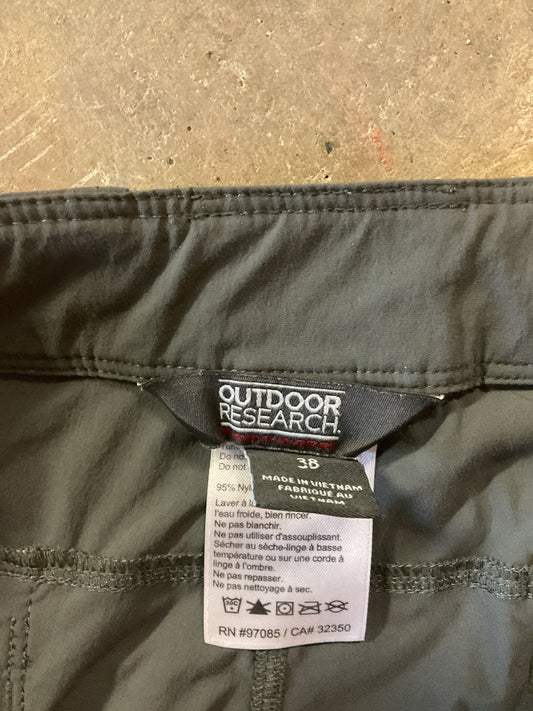 OUTDOOR
RESEARCH
38
MADE IN VIETNAM
FABRIQUÉ AU
VIETNAM
Do no
Do not
95% Nyl
Laver à l
l'eau froide, bien rincer.
Ne pas blanchir.
Ne pas utiliser d'assouplissant.
Sécher au sèche-linge à basse
température ou sur une corde à
linge à l'ombre.
Ne pas repasser.
Ne pas nettoyage à sec.
30C
RN #97085 / CA# 32350